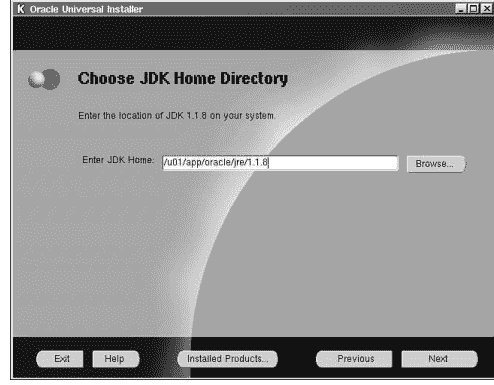 K Oracle Universal Installer
Choose JDK Home Directory
Enter the location of JDK 1.1.8 on your system.
Enter JDK Home: /u01/app/oracle/jre/1.1.8 Browse...
Exit Help Installed Products... Previous Next